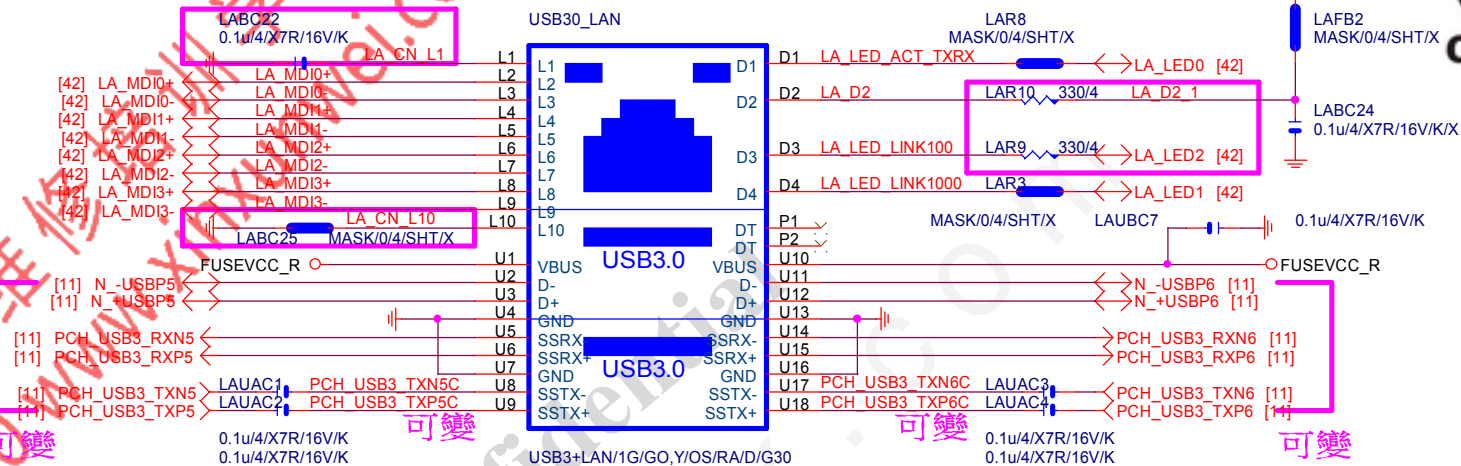 LABC22
0.1u/4/X7R/16V/K
USB30_LAN
LAR8
MASK/0/4/SHT/X
LAFB2
MASK/0/4/SHT/X
LA_CN_L1
L1
L1
D1
D1
LA_LED_ACT_TXRX
LA_LED0 [42]
[42] LA_MDI0+
LA_MDI0+
L2
L2
[42] LA_MDI0-
LA_MDI0-
L3
L3
D2
D2
LA_D2
LAR10
330/4
LA_D2_1
[42] LA_MDI1+
LA_MDI1+
L4
L4
LABC24
0.1u/4/X7R/16V/K/X
[42] LA_MDI1-
LA_MDI1-
L5
L5
[42] LA_MDI2+
LA_MDI2+
L6
L6
D3
D3
LA_LED_LINK100
LAR9
330/4
LA_LED2 [42]
[42] LA_MDI2-
LA_MDI2-
L7
L7
[42] LA_MDI3+
LA_MDI3+
L8
L8
D4
D4
LA_LED_LINK1000
LAR3
LA_LED1 [42]
[42] LA_MDI3-
LA_MDI3-
L9
L9
MASK/0/4/SHT/X
LA_CN_L10
L10
L10
LABC25
MASK/0/4/SHT/X
DT
P1
DT
P2
LAUBC7
0.1u/4/X7R/16V/K
FUSEVCC_R
U1
VBUS
USB3.0
VBUS
U10
FUSEVCC_R
[11] N_-USBP5
U2
D-
D-
U11
N_-USBP6 [11]
[11] N_+USBP5
U3
D+
D+
U12
N_+USBP6 [11]
U4
GND
GND
U13
[11] PCH_USB3_RXN5
U5
SSRX-
SSRX-
U14
PCH_USB3_RXN6 [11]
[11] PCH_USB3_RXP5
U6
SSRX+
SSRX+
U15
PCH_USB3_RXP6 [11]
U7
GND
USB3.0
GND
U16
[11] PCH_USB3_TXN5
LAUAC1
PCH_USB3_TXN5C
U8
SSTX-
SSTX-
U17
PCH_USB3_TXN6C
LAUAC3
PCH_USB3_TXN6 [11]
[11] PCH_USB3_TXP5
LAUAC2
PCH_USB3_TXP5C
U9
SSTX+
SSTX+
U18
PCH_USB3_TXP6C
LAUAC4
PCH_USB3_TXP6 [11]
可變
可變
可變
可變
0.1u/4/X7R/16V/K
0.1u/4/X7R/16V/K
0.1u/4/X7R/16V/K
0.1u/4/X7R/16V/K
USB3+LAN/1G/GO,Y/OS/RA/D/G30